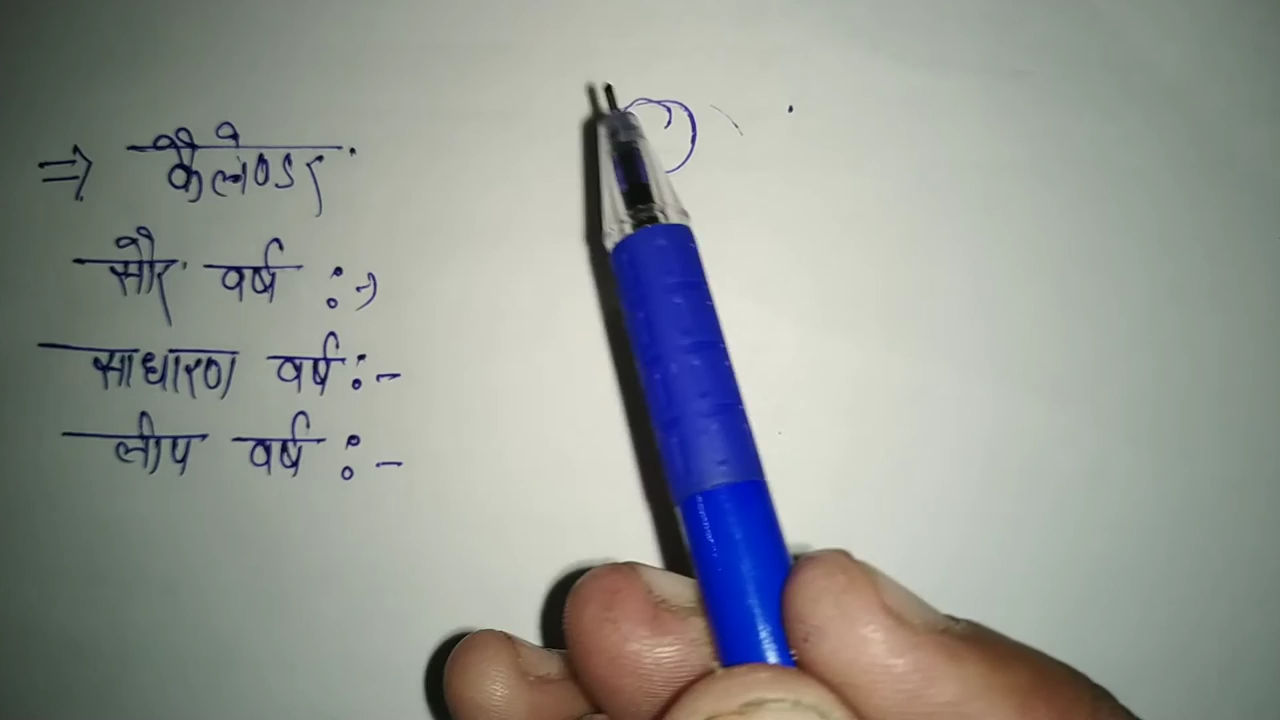 ⇒ कैलेण्डर
सौर वर्ष :→
साधारण वर्ष :-
लीप वर्ष :-